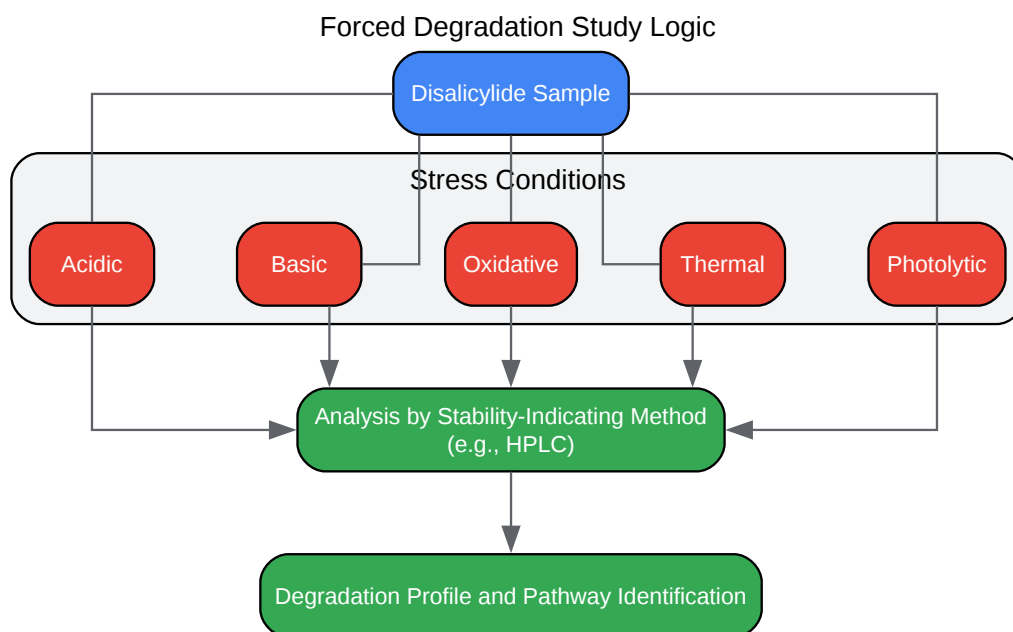 Forced Degradation Study Logic
Disalicylide Sample
Stress Conditions
Acidic
Basic
Oxidative
Thermal
Photolytic
Analysis by Stability-Indicating Method
(e.g., HPLC)
Degradation Profile and Pathway Identification